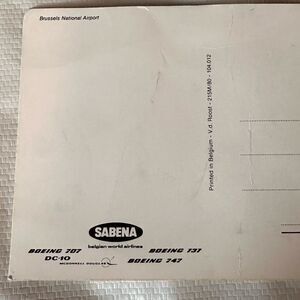 Brussels National Airport
Printed in Belgium - V.d. Roost - 215M/80 - 104.012
SABENA
belgian world airlines
BOEING 707
BOEING 737
DC-10
MCDONNELL DOUGLAS
BOEING 747